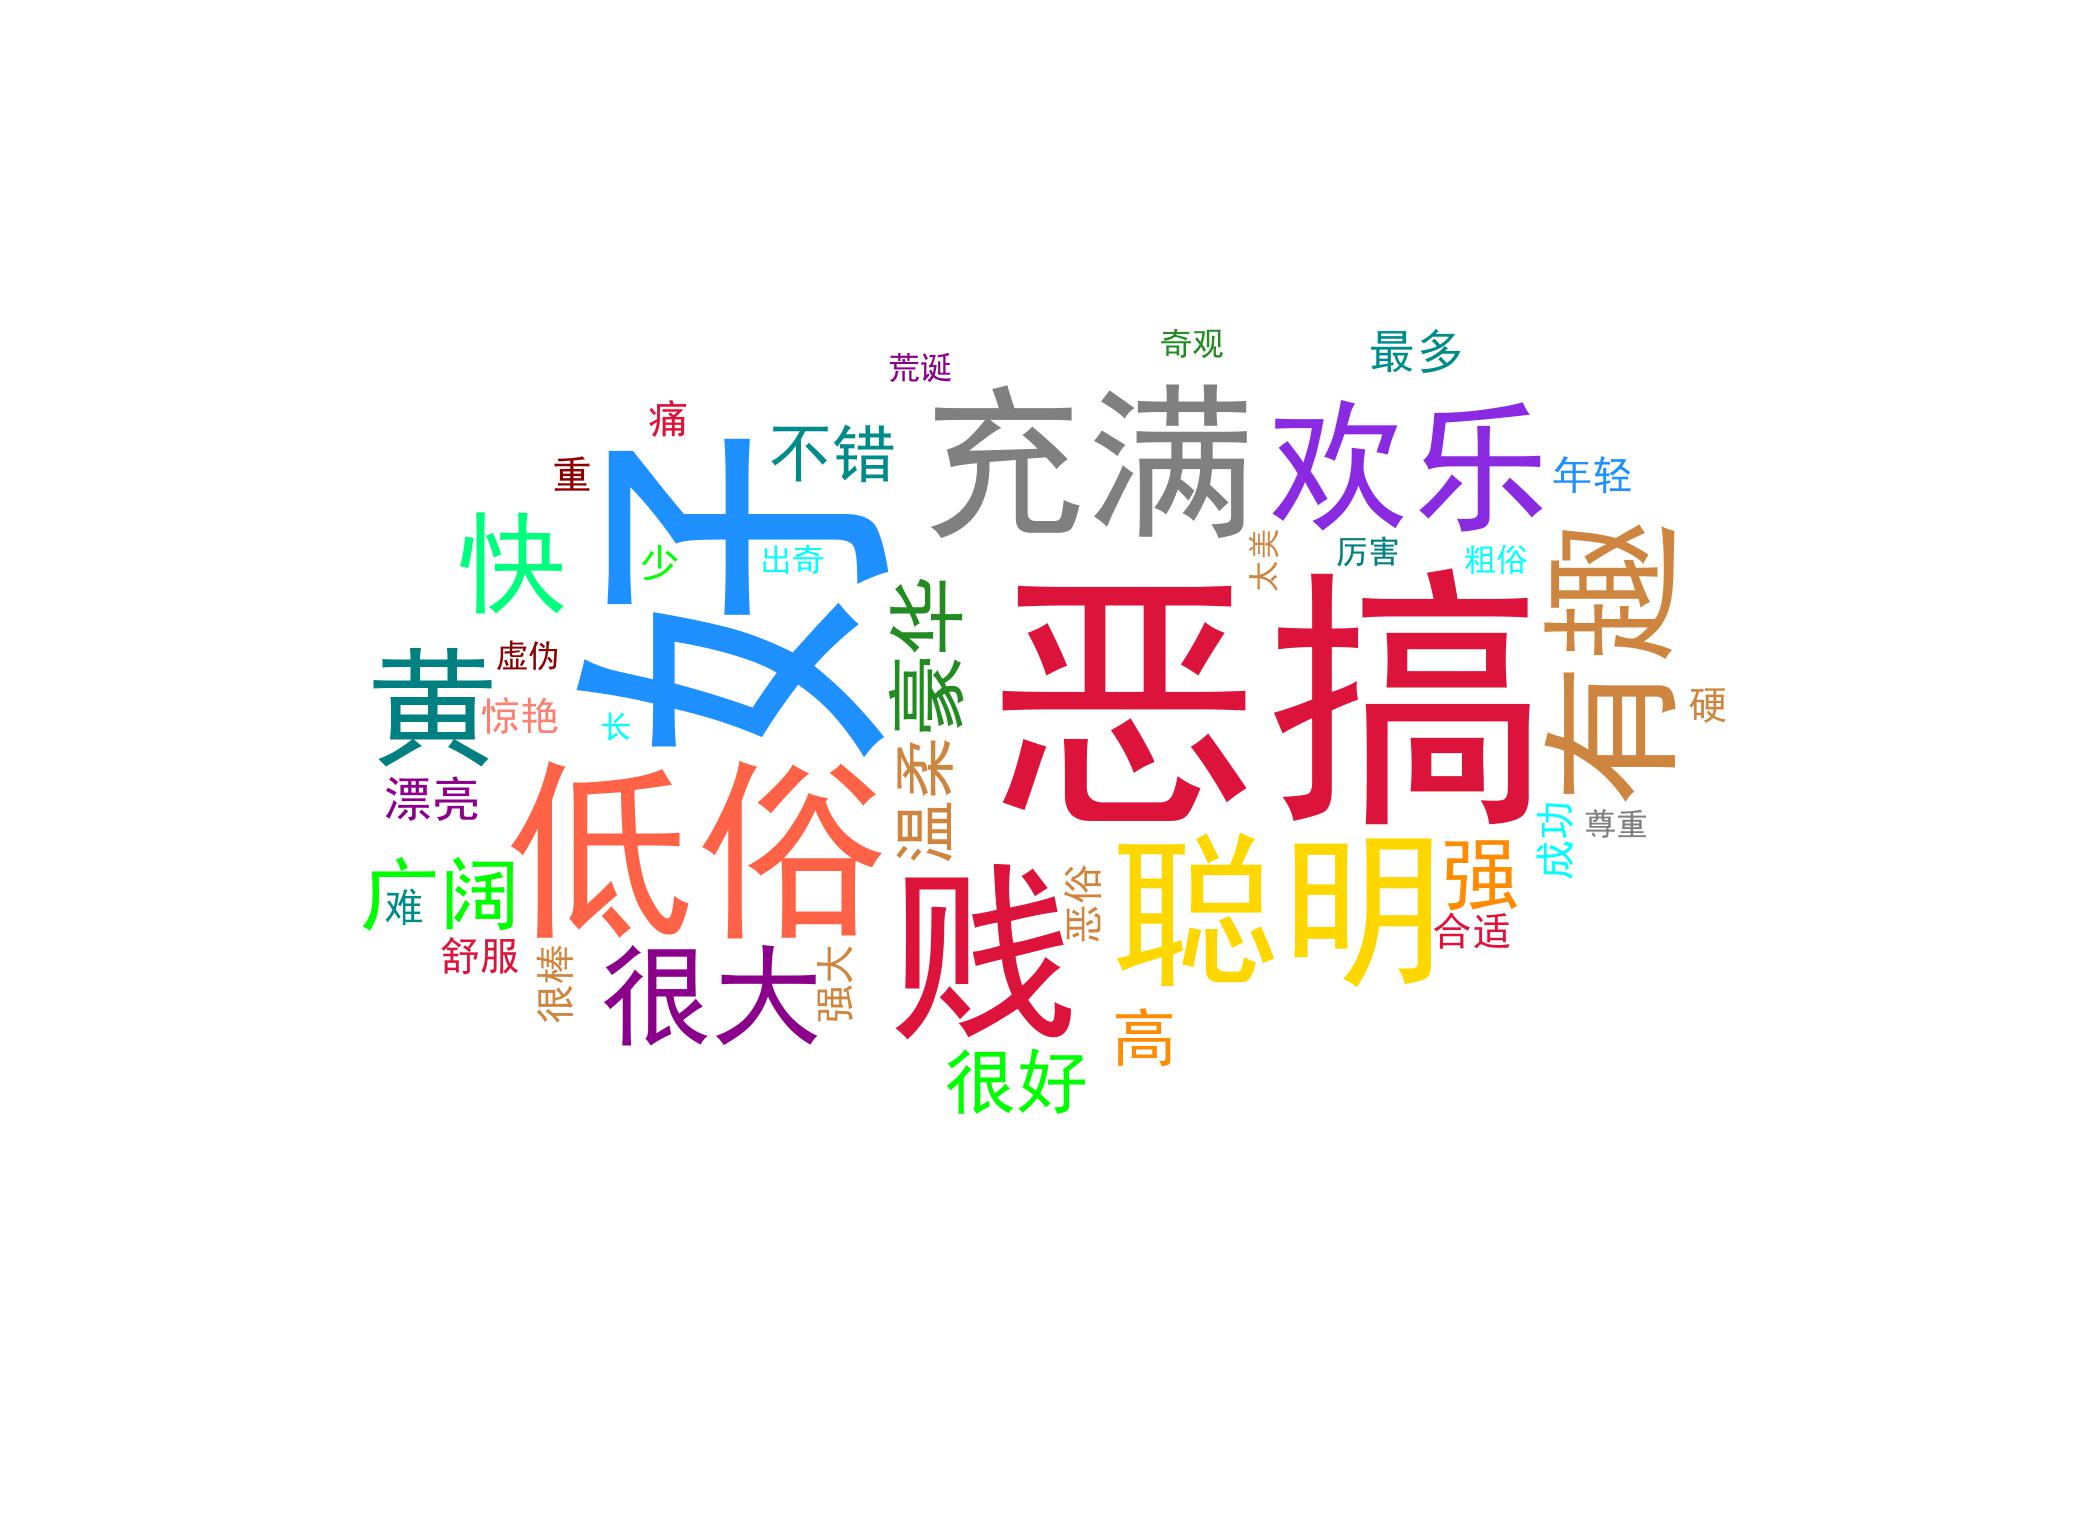 奇观
最多
荒诞
痛
不错
充满
欢乐
重
年轻
快
好
少
出奇
太美
厉害
粗俗
有趣
豪华
恶搞
黄
虚伪
惊艳
长
硬
漂亮
低俗
温柔
成功
尊重
广阔
难
贱
恶俗
聪明
强
合适
舒服
很棒
很大
强大
高
很好